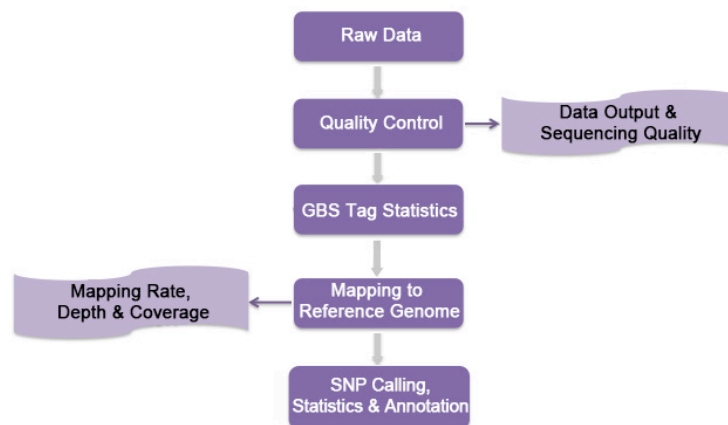 Raw Data
Quality Control
Data Output &
Sequencing Quality
GBS Tag Statistics
Mapping to
Reference Genome
Mapping Rate,
Depth & Coverage
SNP Calling,
Statistics & Annotation